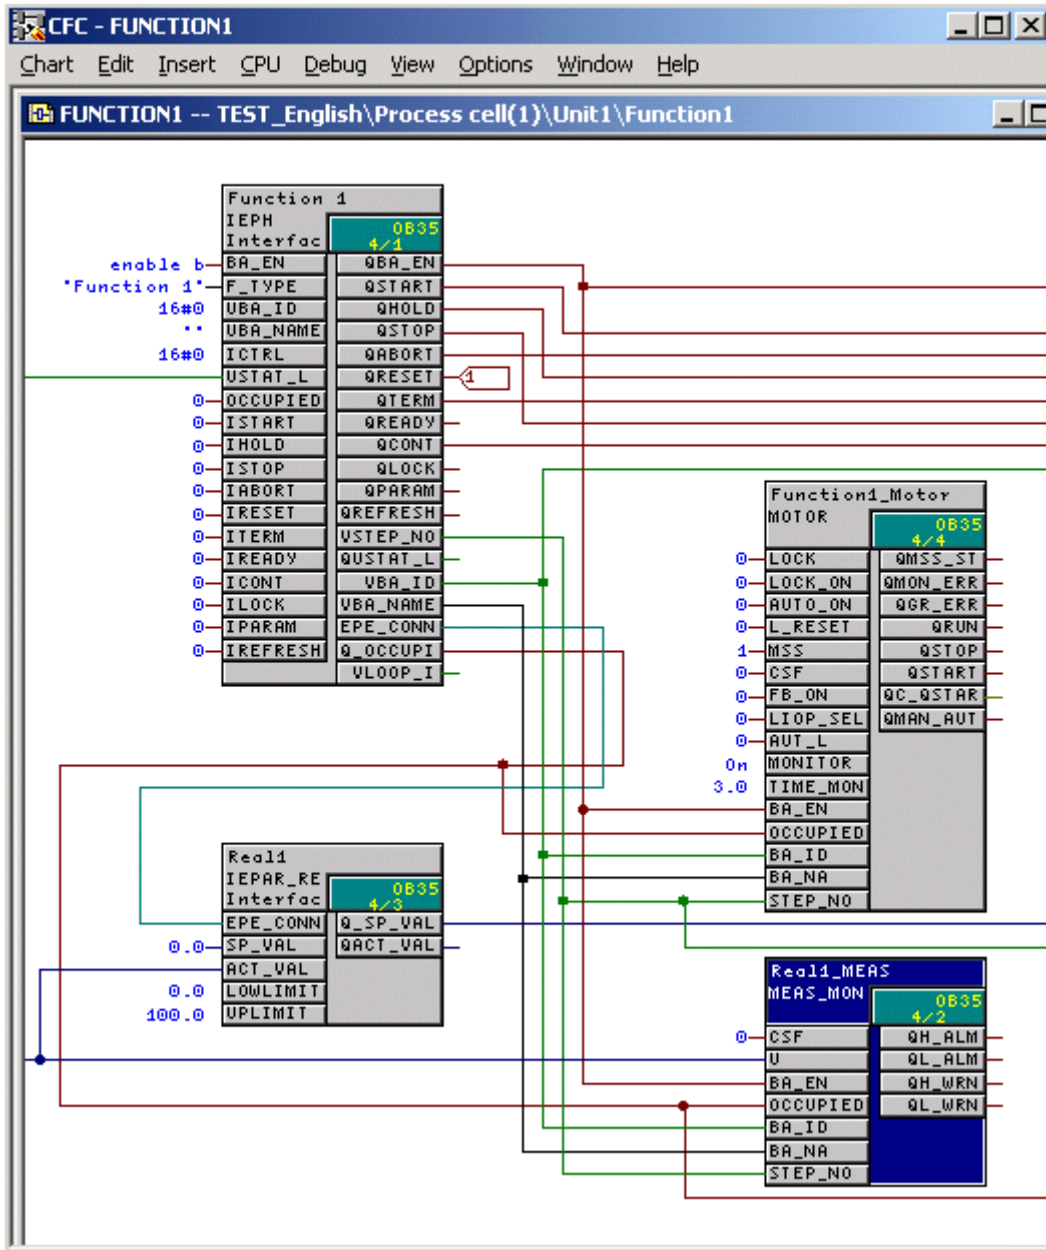 CFC - FUNCTION1
Chart Edit Insert CPU Debug View Options Window Help
FUNCTION1 -- TEST_English\Process cell(1)\Unit1\Function1
Function 1
IEPH
Interfac
OB35
4/1
enable b BA_EN QBA_EN
"Function 1" F_TYPE QSTART
16#0 UBA_ID QHOLD
"" UBA_NAME QSTOP
16#0 ICTRL QABORT
USTAT_L QRESET 1
0 OCCUPIED QTERM
0 ISTART QREADY
0 IHOLD QCONT
0 ISTOP QLOCK
0 IABORT QPARAM
0 IRESET QREFRESH
0 ITERM VSTEP_NO
0 IREADY QUSTAT_L
0 ICONT VBA_ID
0 ILOCK VBA_NAME
0 IPARAM EPE_CONN
0 IREFRESH Q_OCCUPI
VLOOP_I
Function1_Motor
MOTOR
OB35
4/4
0 LOCK QMSS_ST
0 LOCK_ON QMON_ERR
0 AUTO_ON QGR_ERR
0 L_RESET QRUN
1 MSS QSTOP
0 CSF QSTART
0 FB_ON QC_QSTAR
0 LIOP_SEL QMAN_AUT
0 AUT_L
On MONITOR
3.0 TIME_MON
BA_EN
OCCUPIED
BA_ID
BA_NA
STEP_NO
Real1
IEPAR_RE
Interfac
OB35
4/3
EPE_CONN Q_SP_VAL
0.0 SP_VAL QACT_VAL
ACT_VAL
0.0 LOWLIMIT
100.0 UPLIMIT
Real1_MEAS
MEAS_MON
OB35
4/2
0 CSF QH_ALM
U QL_ALM
BA_EN QH_WRN
OCCUPIED QL_WRN
BA_ID
BA_NA
STEP_NO